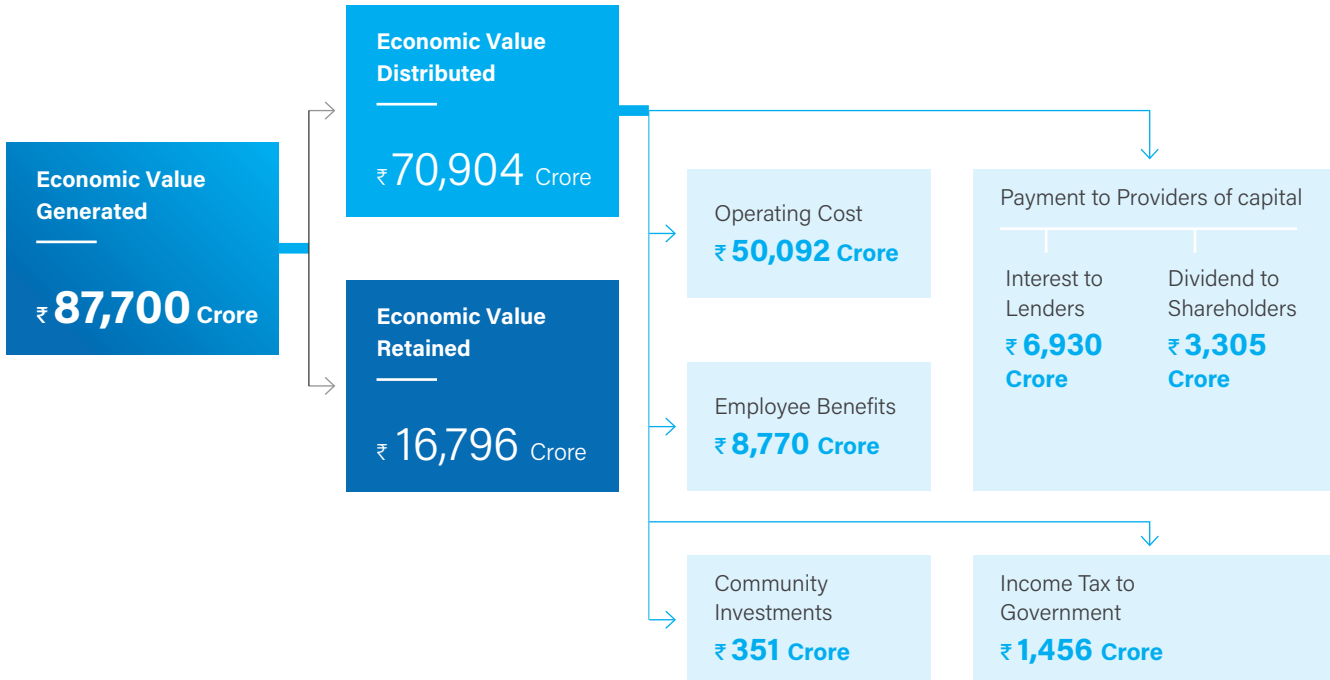 Economic Value
Generated
₹ 87,700 Crore
Economic Value
Distributed
₹ 70,904 Crore
Economic Value
Retained
₹ 16,796 Crore
Operating Cost
₹ 50,092 Crore
Employee Benefits
₹ 8,770 Crore
Community
Investments
₹ 351 Crore
Payment to Providers of capital
Interest to
Lenders
₹ 6,930
Crore
Dividend to
Shareholders
₹ 3,305
Crore
Income Tax to
Government
₹ 1,456 Crore